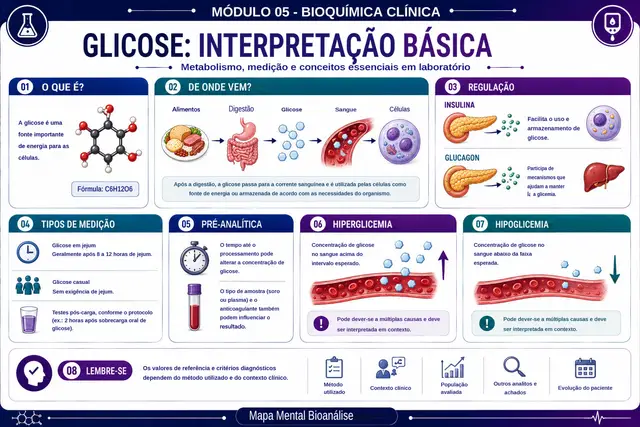 MÓDULO 05 - BIOQUÍMICA CLÍNICA
GLICOSE: INTERPRETAÇÃO BÁSICA
Metabolismo, medição e conceitos essenciais em laboratório
01 O QUE É?
A glicose é uma
fonte importante
de energia para as
células.
Fórmula: C6H12O6
02 DE ONDE VEM?
Alimentos
Digestão
Glicose
Sangue
Células
Após a digestão, a glicose passa para a corrente sanguínea e é utilizada pelas células como
fonte de energia ou armazenada de acordo com as necessidades do organismo.
03 REGULAÇÃO
INSULINA
Facilita o uso e
armazenamento de
glicose.
GLUCAGON
Participa de
mecanismos que
ajudam a manter
a glicemia.
04 TIPOS DE MEDIÇÃO
Glicose em jejum
Geralmente após 8 a 12 horas de jejum.
Glicose casual
Sem exigência de jejum.
Testes pós-carga, conforme o protocolo
(ex.: 2 horas após sobrecarga oral de
glicose).
05 PRÉ-ANALÍTICA
O tempo até o
processamento pode
alterar a concentração de
glicose.
O tipo de amostra (soro
ou plasma) e o
anticoagulante também
podem influenciar o
resultado.
06 HIPERGLICEMIA
Concentração de glicose
no sangue acima do
intervalo esperado.
Pode dever-se a múltiplas causas e deve
ser interpretada em contexto.
07 HIPOGLICEMIA
Concentração de glicose no
sangue abaixo da faixa
esperada.
Pode dever-se a múltiplas causas e deve
ser interpretada em contexto.
08 LEMBRE-SE
Os valores de referência e critérios diagnósticos
dependem do método utilizado e do contexto clínico.
Método
utilizado
Contexto clínico
População
avaliada
Outros analitos e
achados
Evolução do paciente
Mapa Mental Bioanálise